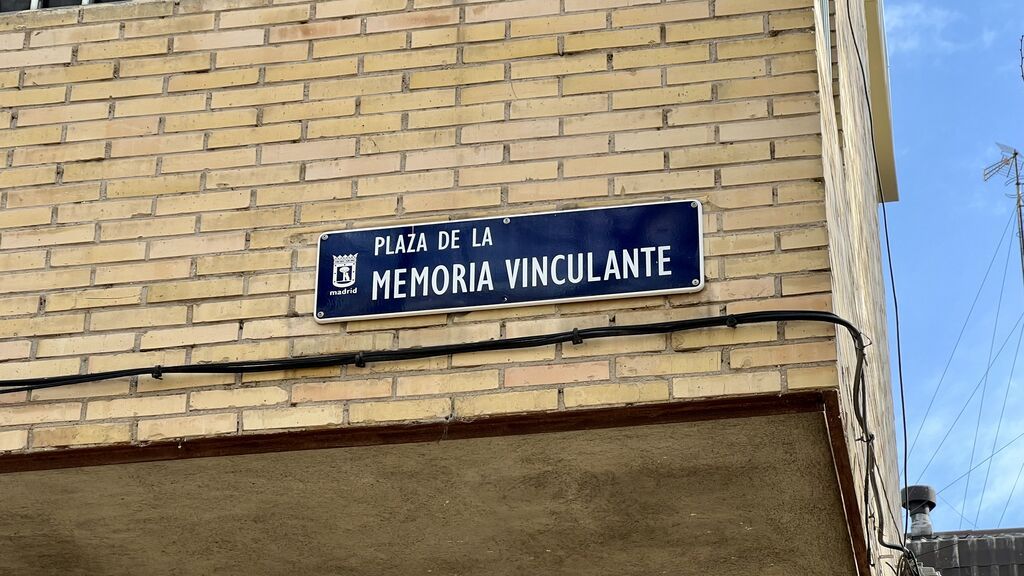 PLAZA DE LA
MEMORIA VINCULANTE
madrid